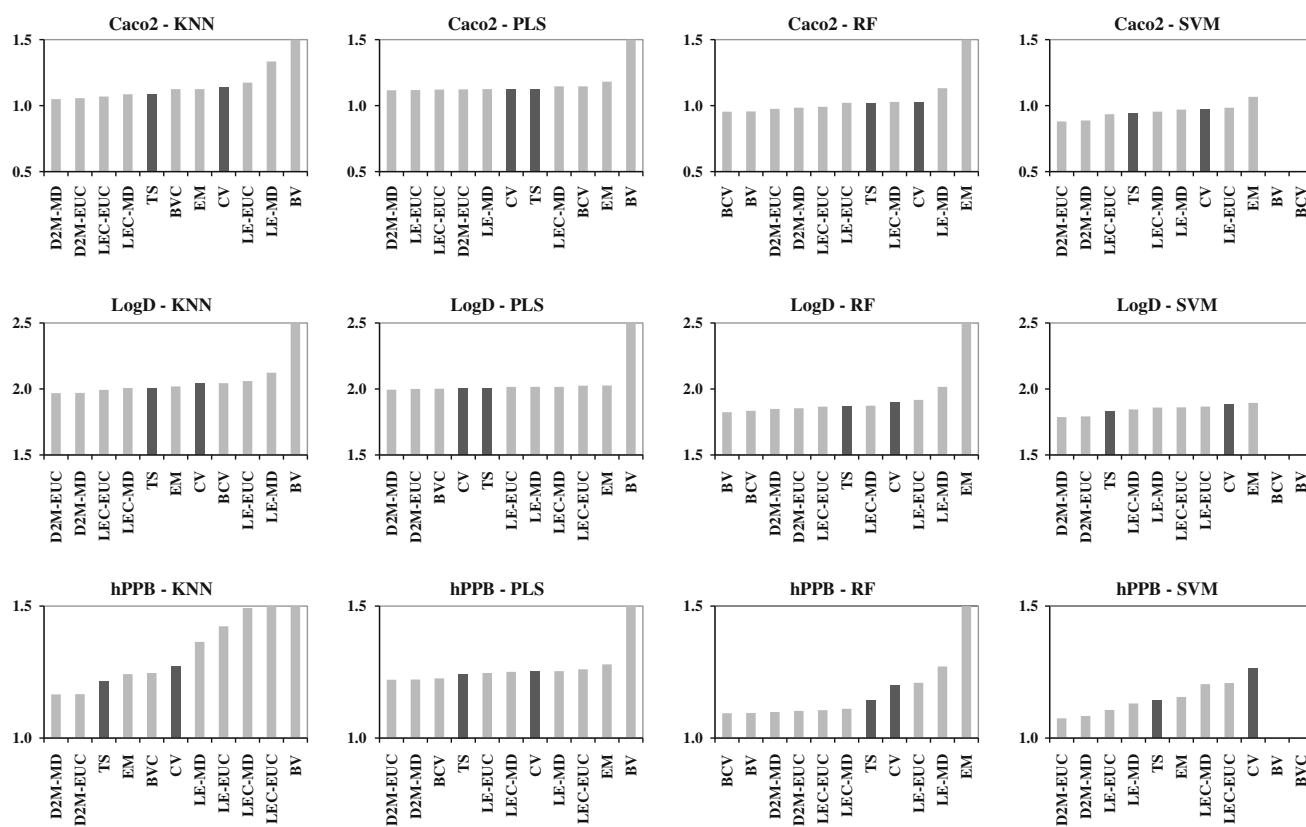 Caco2 - KNN
1.5
1.0
0.5
D2M-MD
D2M-EUC
LEC-EUC
LEC-MD
TS
BVC
EM
CV
LE-EUC
LE-MD
BV
Caco2 - PLS
1.5
1.0
0.5
D2M-MD
LE-EUC
LEC-EUC
D2M-EUC
LE-MD
CV
TS
LEC-MD
BCV
EM
BV
Caco2 - RF
1.5
1.0
0.5
BCV
BV
D2M-EUC
D2M-MD
LEC-EUC
LE-EUC
TS
LEC-MD
CV
LE-MD
EM
Caco2 - SVM
1.5
1.0
0.5
D2M-EUC
D2M-MD
LEC-EUC
TS
LEC-MD
LE-MD
CV
LE-EUC
EM
BV
BCV
LogD - KNN
2.5
2.0
1.5
D2M-EUC
D2M-MD
LEC-EUC
LEC-MD
TS
EM
CV
BCV
LE-EUC
LE-MD
BV
LogD - PLS
2.5
2.0
1.5
D2M-MD
D2M-EUC
BVC
CV
TS
LE-EUC
LE-MD
LEC-MD
LEC-EUC
EM
BV
LogD - RF
2.5
2.0
1.5
BV
BCV
D2M-MD
D2M-EUC
LEC-EUC
TS
LEC-MD
CV
LE-EUC
LE-MD
EM
LogD - SVM
2.5
2.0
1.5
D2M-MD
D2M-EUC
TS
LEC-MD
LE-MD
LEC-EUC
LE-EUC
CV
EM
BCV
BV
hPPB - KNN
1.5
1.0
D2M-MD
D2M-EUC
TS
EM
BVC
CV
LE-MD
LE-EUC
LEC-MD
LEC-EUC
BV
hPPB - PLS
1.5
1.0
D2M-EUC
D2M-MD
BCV
TS
LE-EUC
LEC-MD
CV
LE-MD
LEC-EUC
EM
BV
hPPB - RF
1.5
1.0
BCV
BV
D2M-MD
D2M-EUC
LEC-EUC
LEC-MD
TS
CV
LE-EUC
LE-MD
EM
hPPB - SVM
1.5
1.0
D2M-EUC
D2M-MD
LE-EUC
LE-MD
TS
EM
LEC-MD
LEC-EUC
CV
BV
BVC